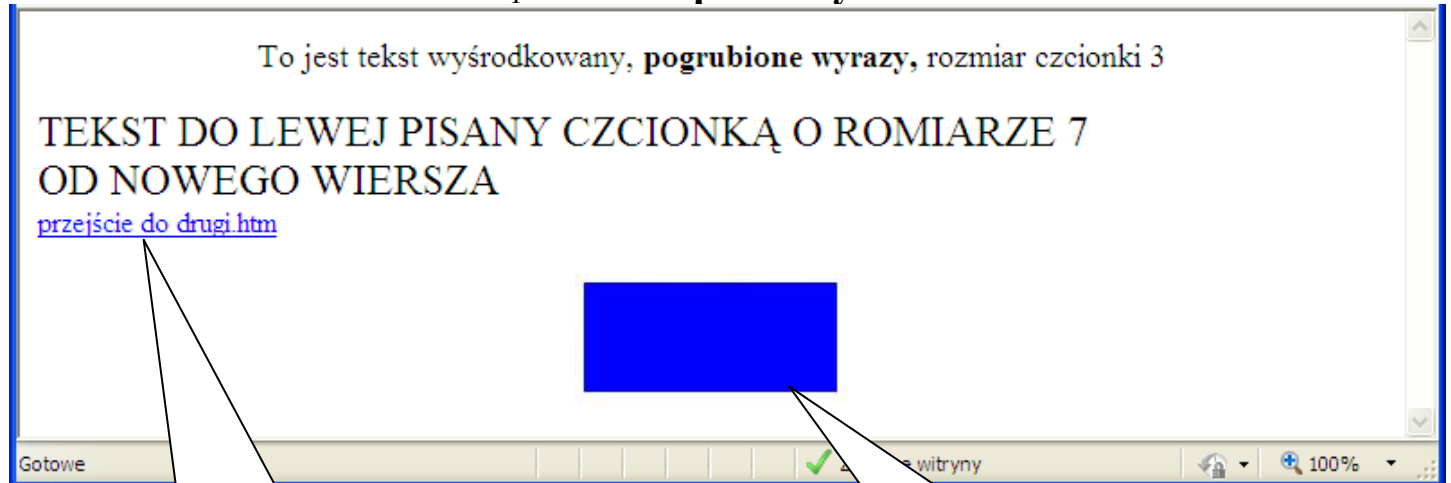 To jest tekst wyśrodkowany, pogrubione wyrazy, rozmiar czcionki 3
TEKST DO LEWEJ PISANY CZCIONKĄ O ROMIARZE 7
OD NOWEGO WIERSZA
przejście do drugi.htm
Gotowe witryny 100%